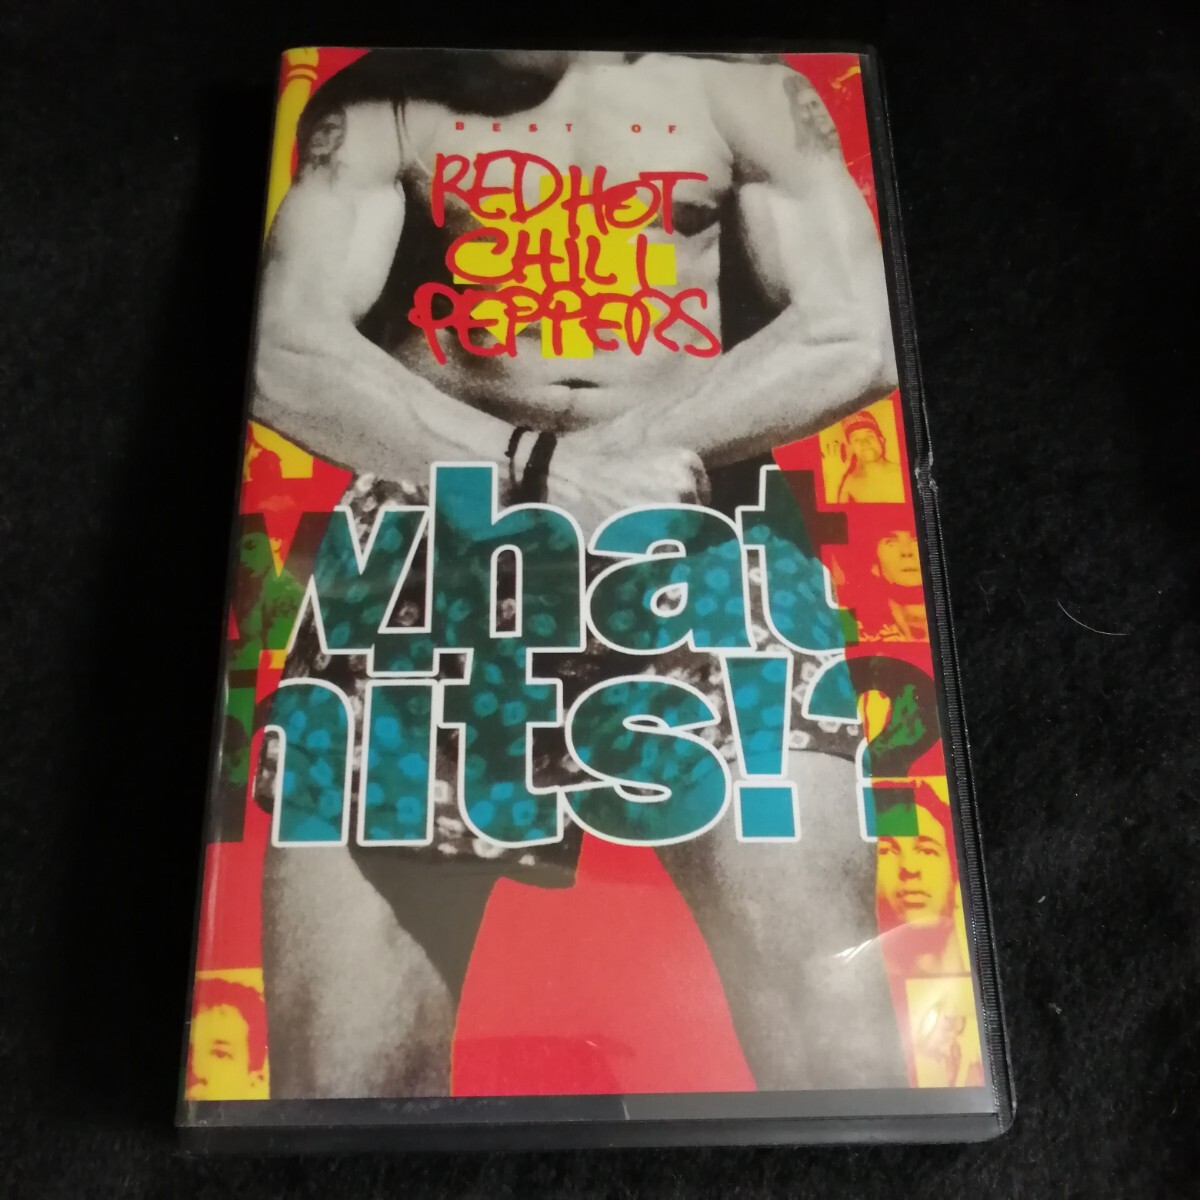 BEST OF
RED HOT
CHILI
PEPPERS
what
hits!?